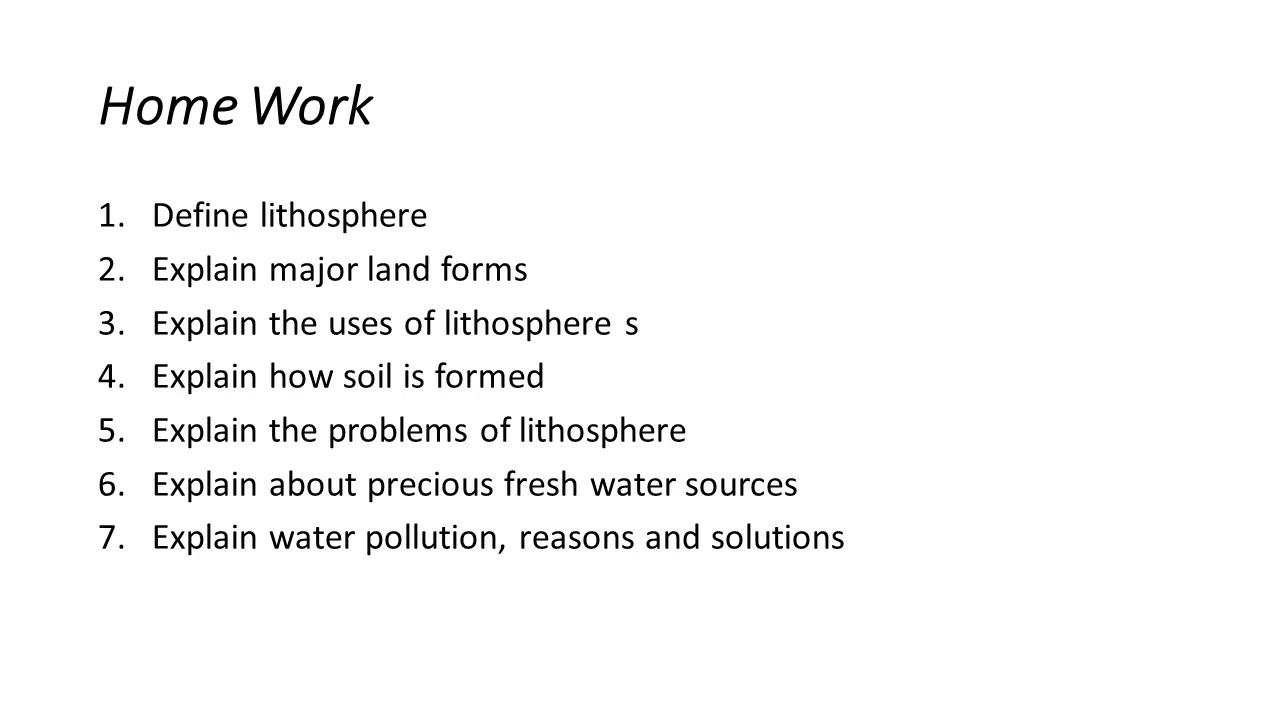 Home Work
1. Define lithosphere
2. Explain major land forms
3. Explain the uses of lithosphere s
4. Explain how soil is formed
5. Explain the problems of lithosphere
6. Explain about precious fresh water sources
7. Explain water pollution, reasons and solutions